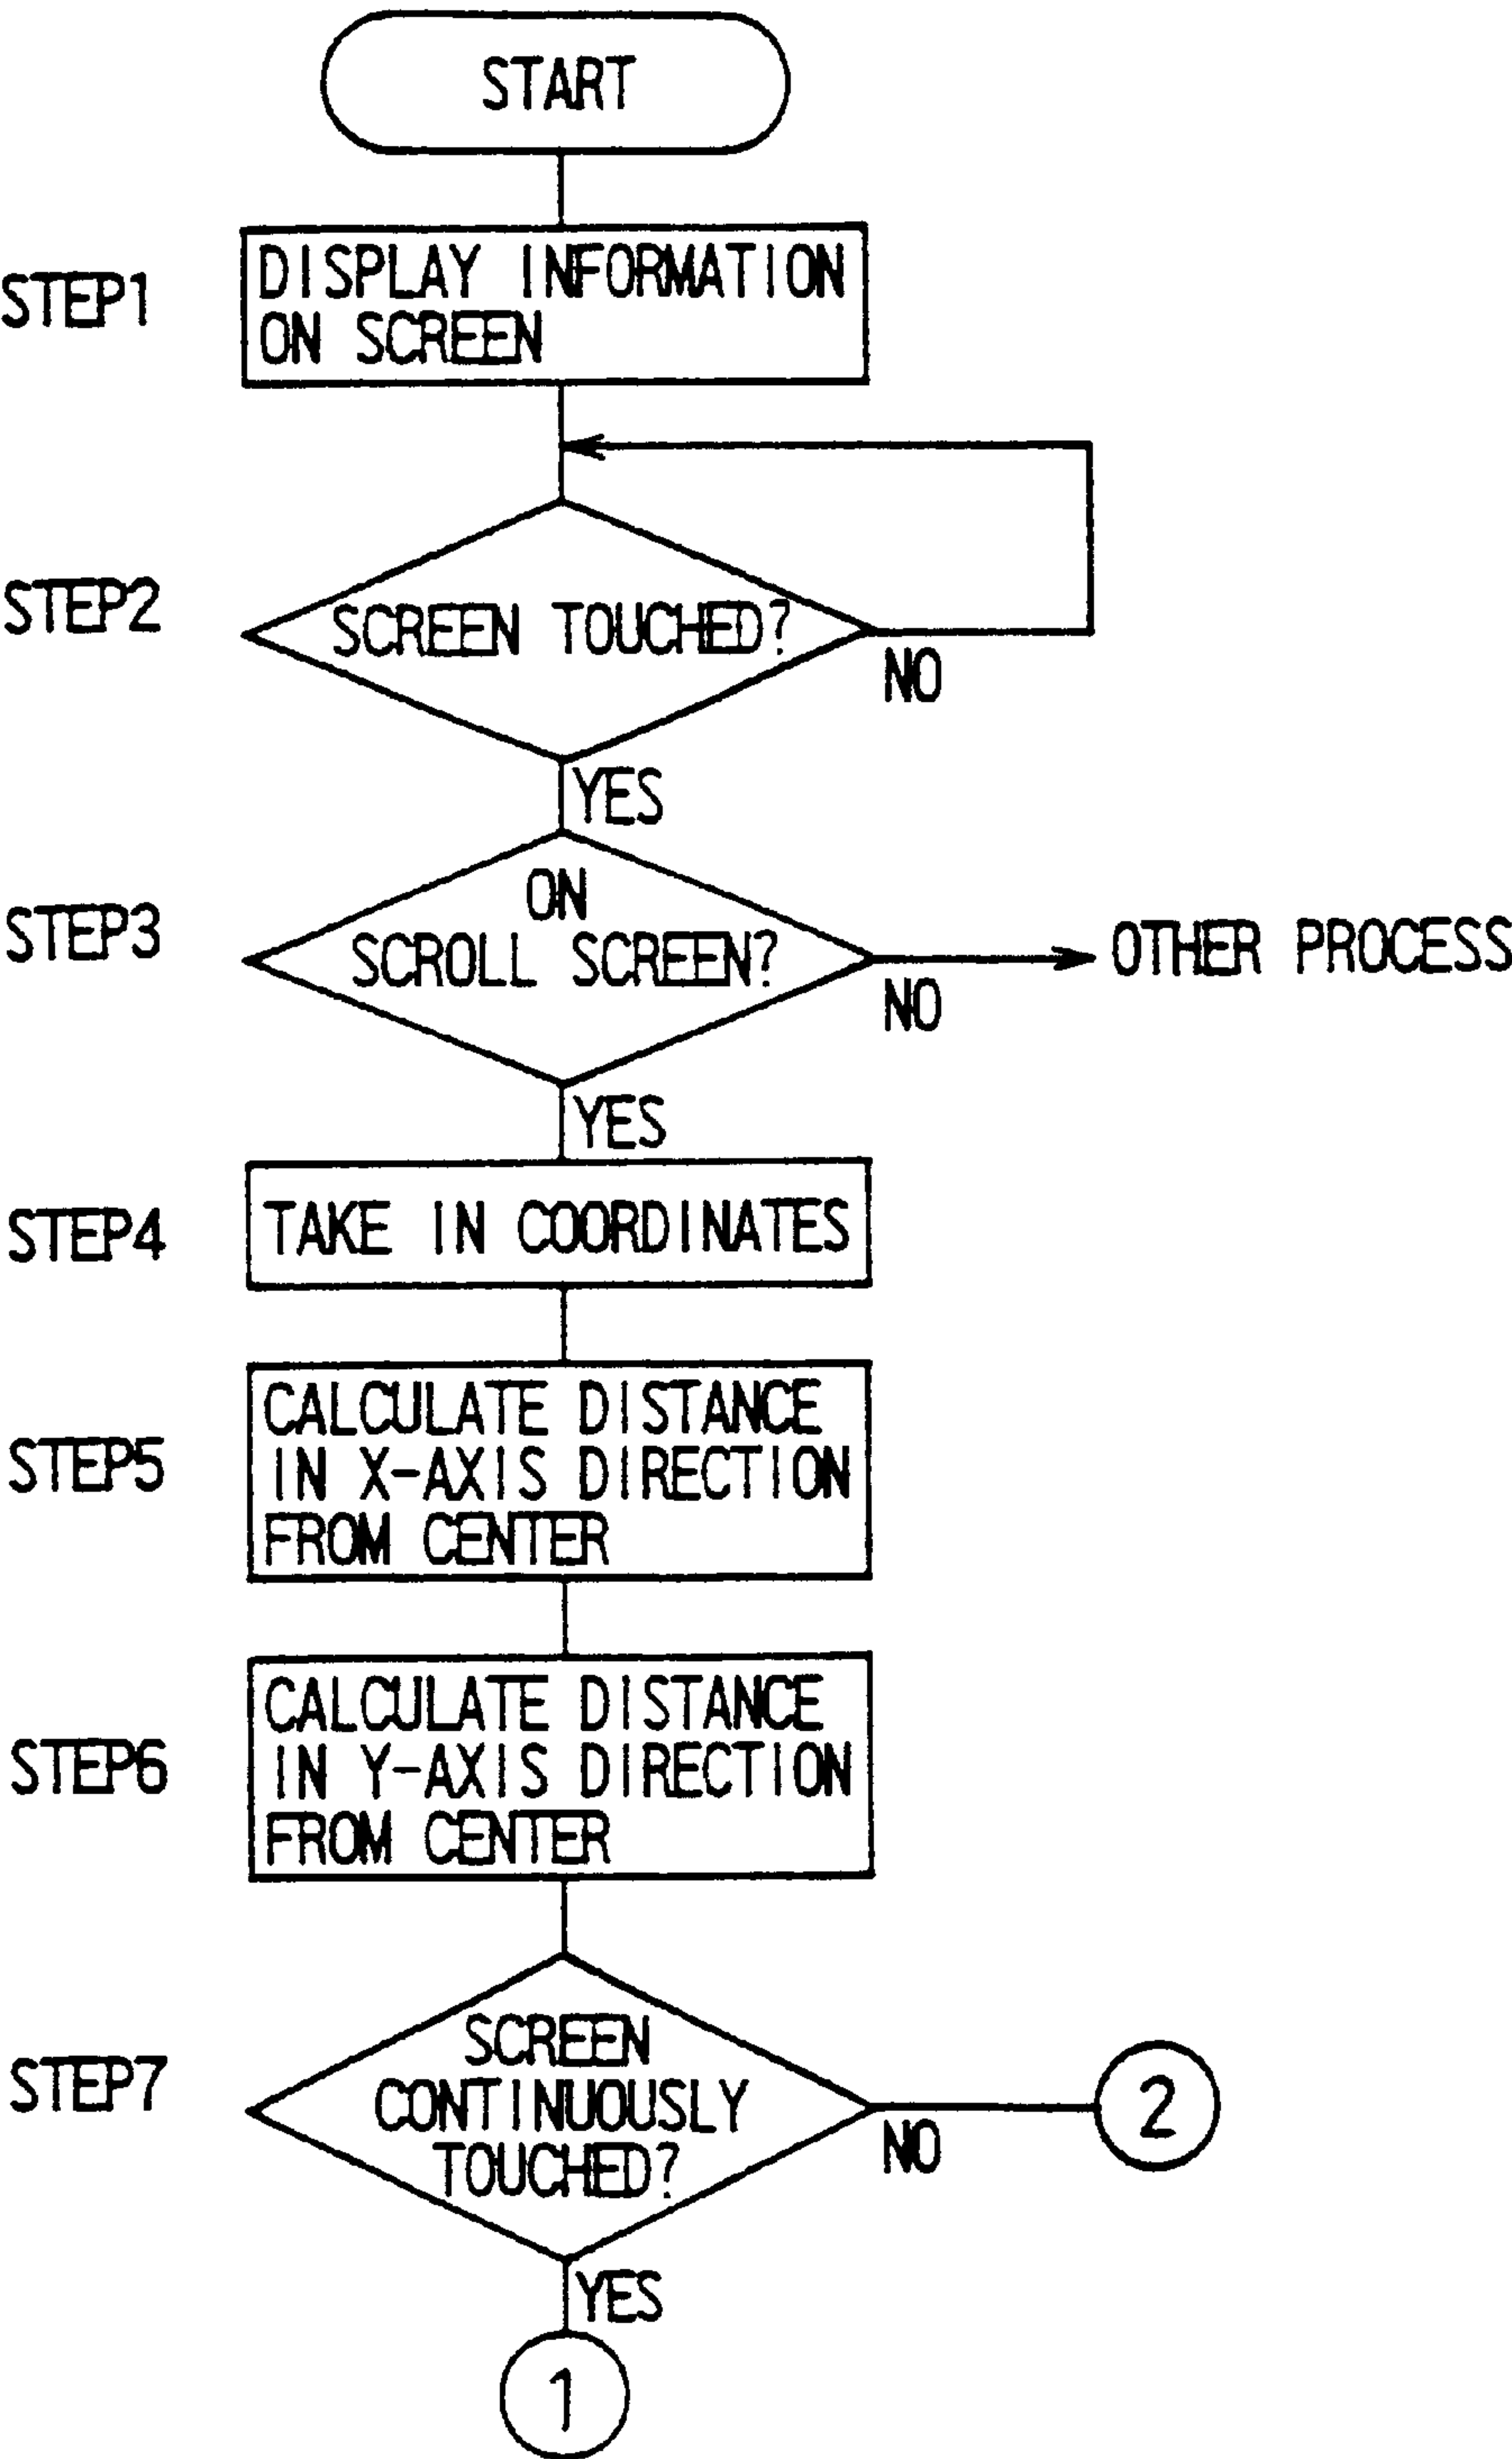 START
STEP1
DISPLAY INFORMATION
ON SCREEN
STEP2
SCREEN TOUCHED?
NO
YES
STEP3
ON
SCROLL SCREEN?
OTHER PROCESS
NO
YES
STEP4
TAKE IN COORDINATES
STEP5
CALCULATE DISTANCE
IN X-AXIS DIRECTION
FROM CENTER
STEP6
CALCULATE DISTANCE
IN Y-AXIS DIRECTION
FROM CENTER
STEP7
SCREEN
CONTINUOUSLY
TOUCHED?
NO
2
YES
1